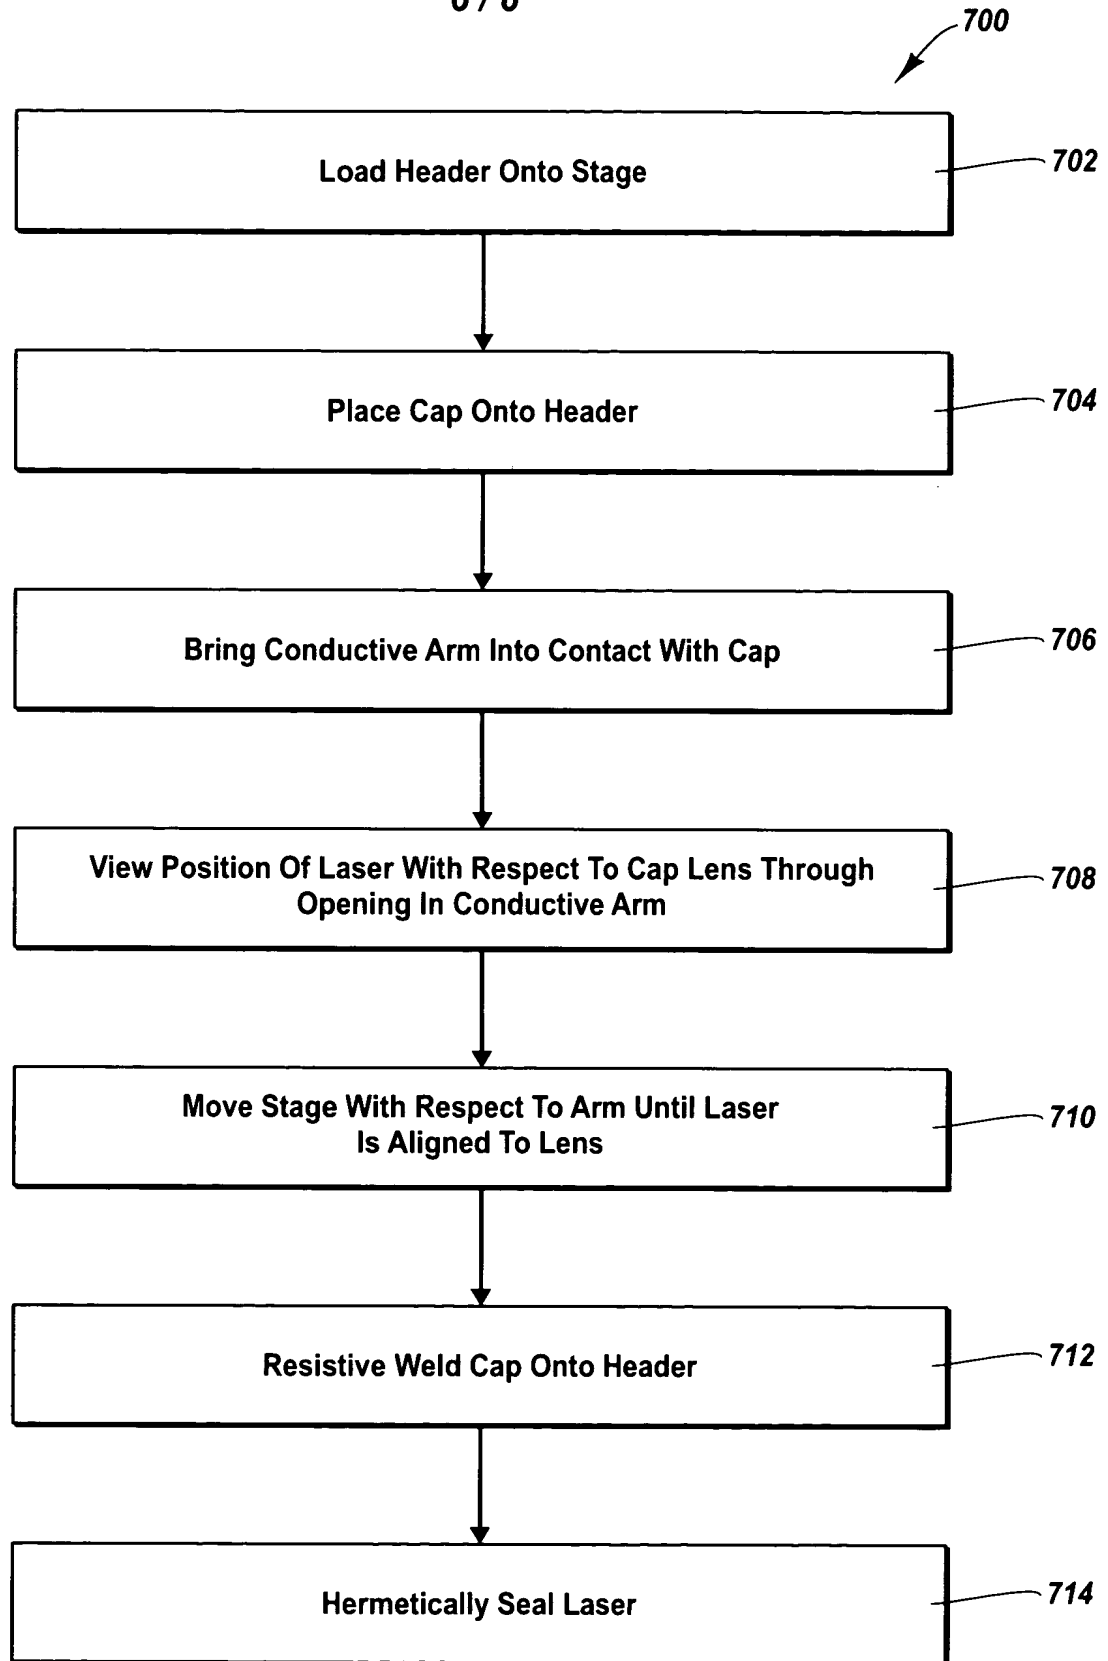 700
Load Header Onto Stage
702
Place Cap Onto Header
704
Bring Conductive Arm Into Contact With Cap
706
View Position Of Laser With Respect To Cap Lens Through
Opening In Conductive Arm
708
Move Stage With Respect To Arm Until Laser
Is Aligned To Lens
710
Resistive Weld Cap Onto Header
712
Hermetically Seal Laser
714